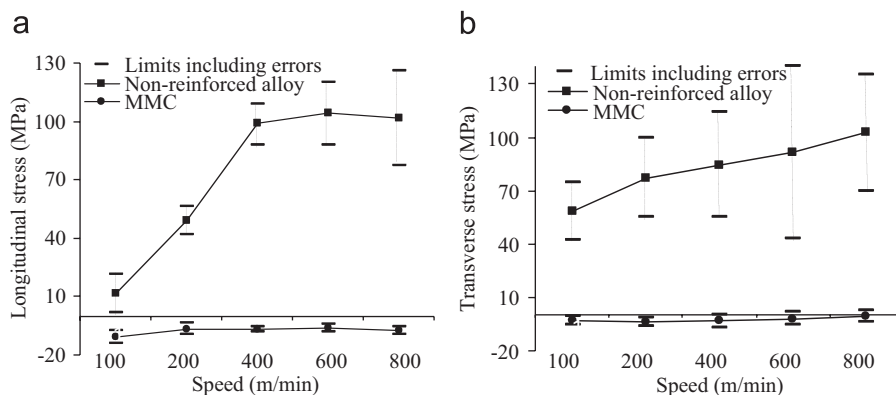 a
Limits including errors
Non-reinforced alloy
MMC
Longitudinal stress (MPa)
130
100
70
40
10
-20
100 200 400 600 800
Speed (m/min)
b
Limits including errors
Non-reinforced alloy
MMC
Transverse stress (MPa)
130
100
70
40
10
-20
100 200 400 600 800
Speed (m/min)